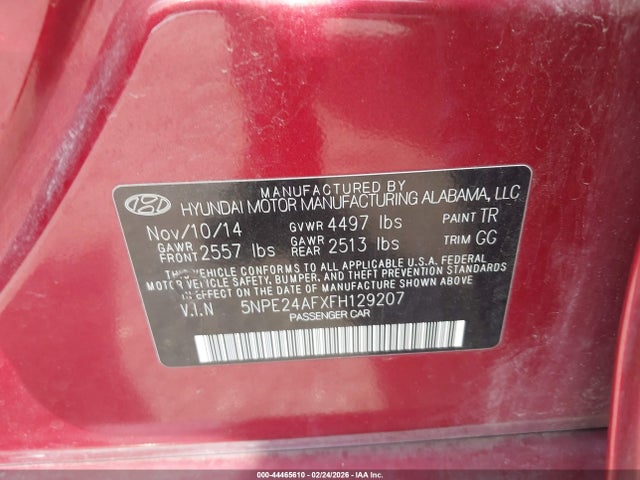 MANUFACTURED BY
HYUNDAI MOTOR MANUFACTURING ALABAMA, LLC
Nov/10/14 GVWR 4497 lbs PAINT TR
GAWR FRONT 2557 lbs GAWR REAR 2513 lbs TRIM GG
THIS VEHICLE CONFORMS TO ALL APPLICABLE U.S.A. FEDERAL
MOTOR VEHICLE SAFETY, BUMPER, AND THEFT PREVENTION STANDARDS
IN EFFECT ON THE DATE OF MANUFACTURE SHOWN ABOVE.
V.I.N 5NPE24AFXFH129207
PASSENGER CAR
000-44465610 - 02/24/2026 - IAA Inc.